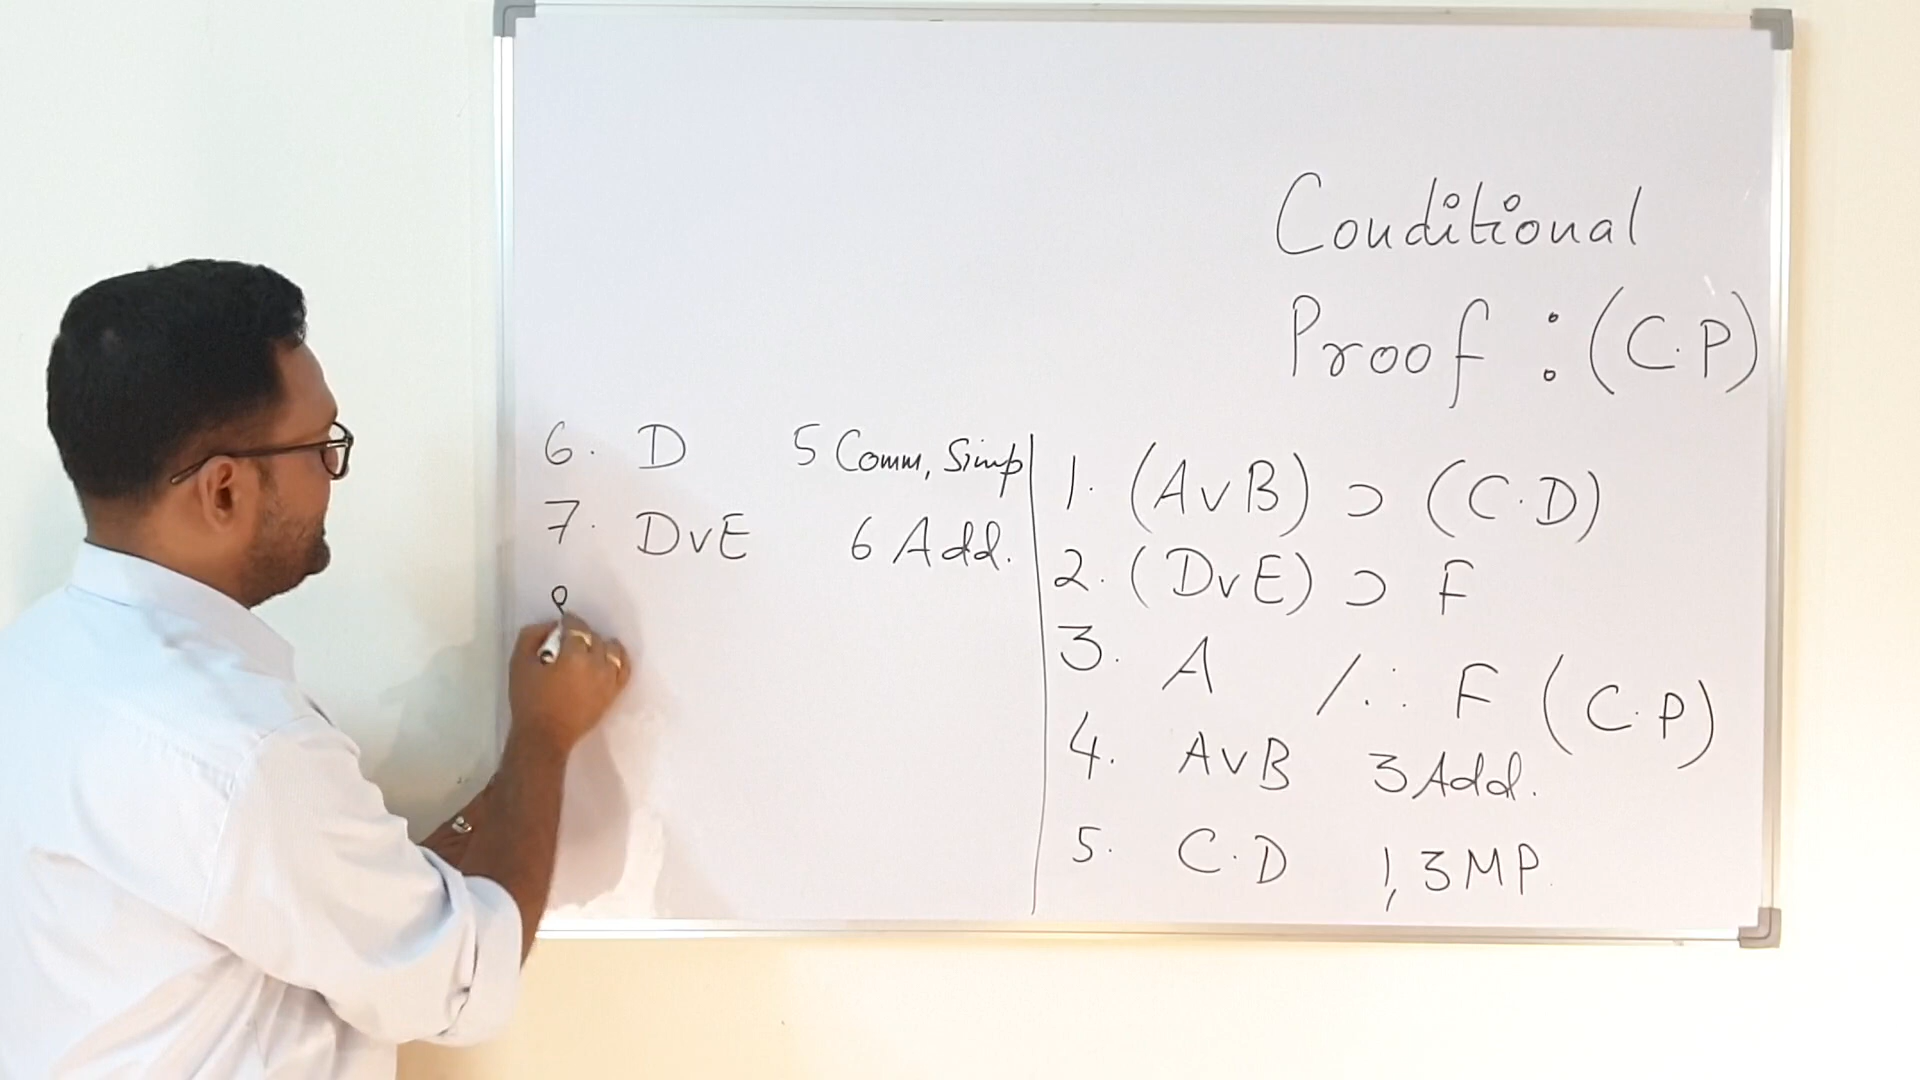 Conditional
Proof : (C.P)
1. (AvB) ⊃ (C.D)
2. (DvE) ⊃ F
3. A /∴ F (C.P)
4. AvB 3 Add.
5. C.D 1, 3 MP.
6. D 5 Comm, Simp
7. DvE 6 Add.
8